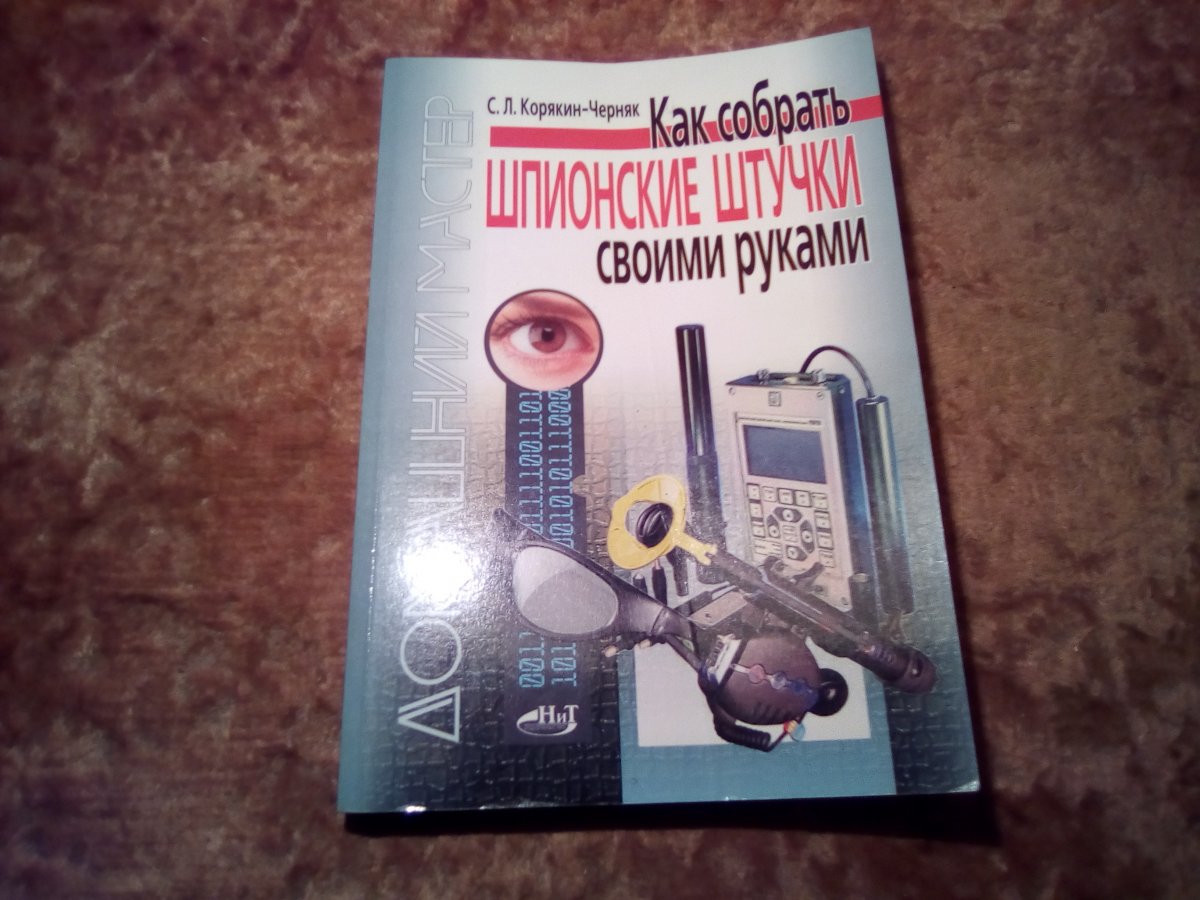 С. Л. Корякин-Черняк
Как собрать
ШПИОНСКИЕ ШТУЧКИ
своими руками
ДОМАШНИЙ МАСТЕР
НиТ